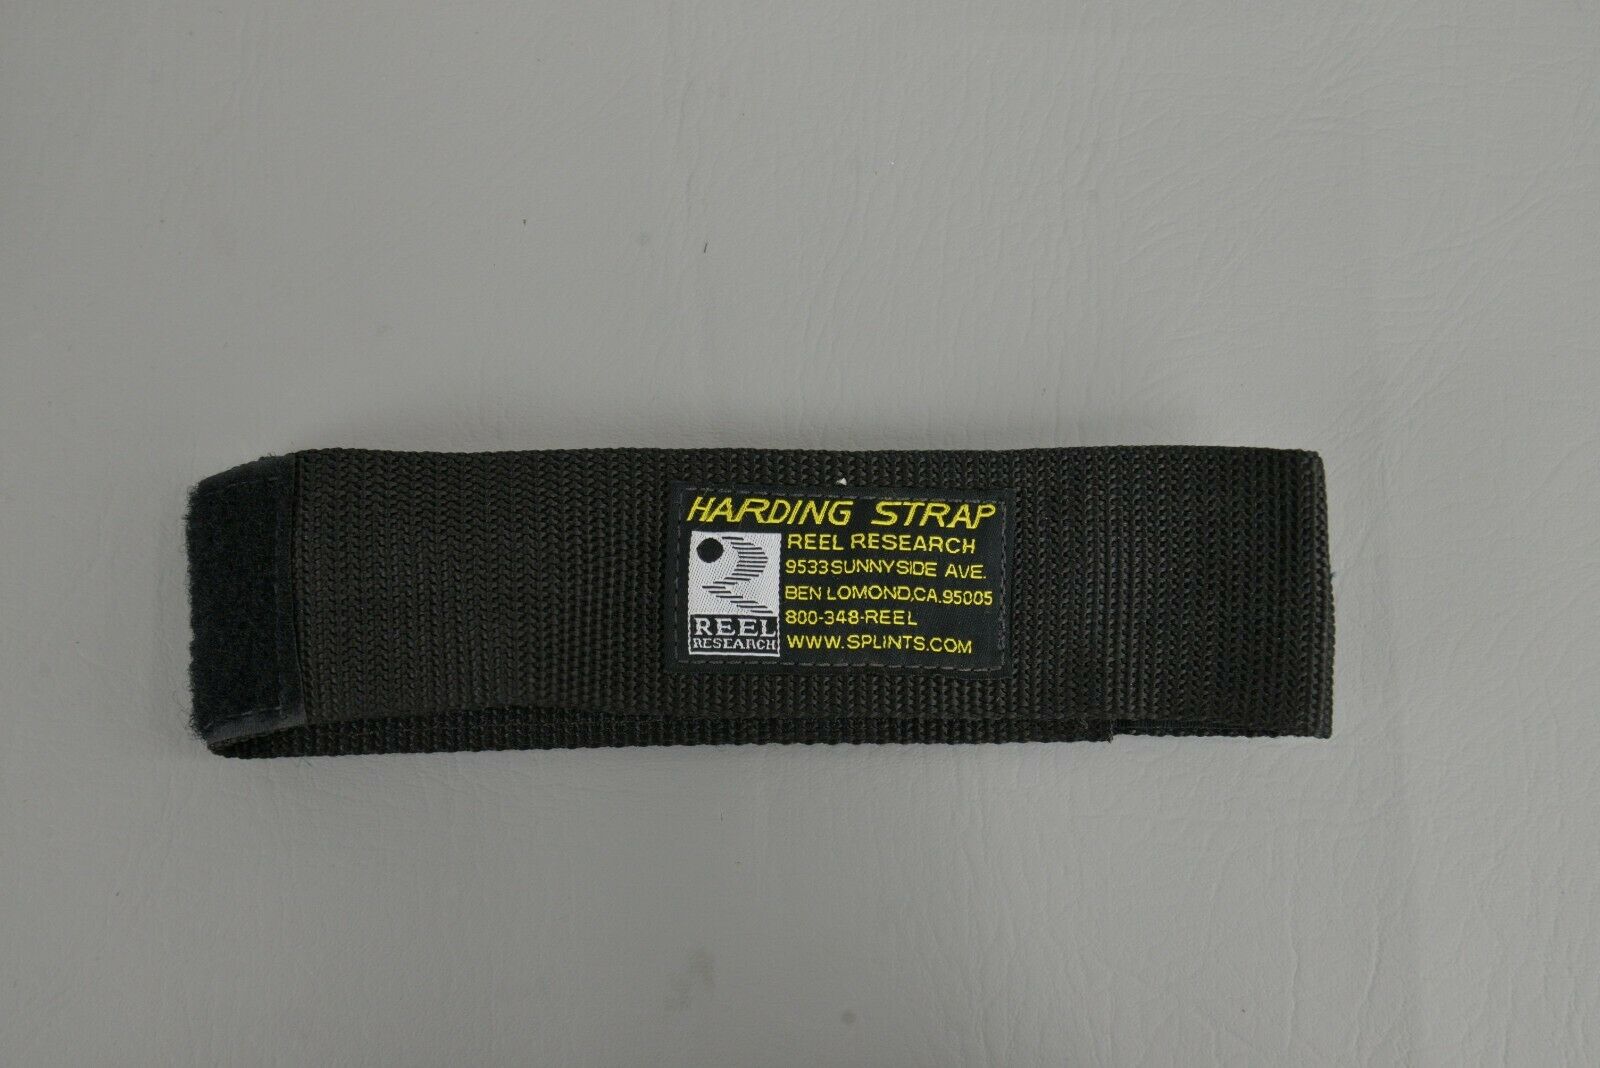 HARDING STRAP
REEL RESEARCH
9533 SUNNYSIDE AVE.
BEN LOMOND,CA.95005
800-348-REEL
WWW.SPLINTS.COM
REEL
RESEARCH